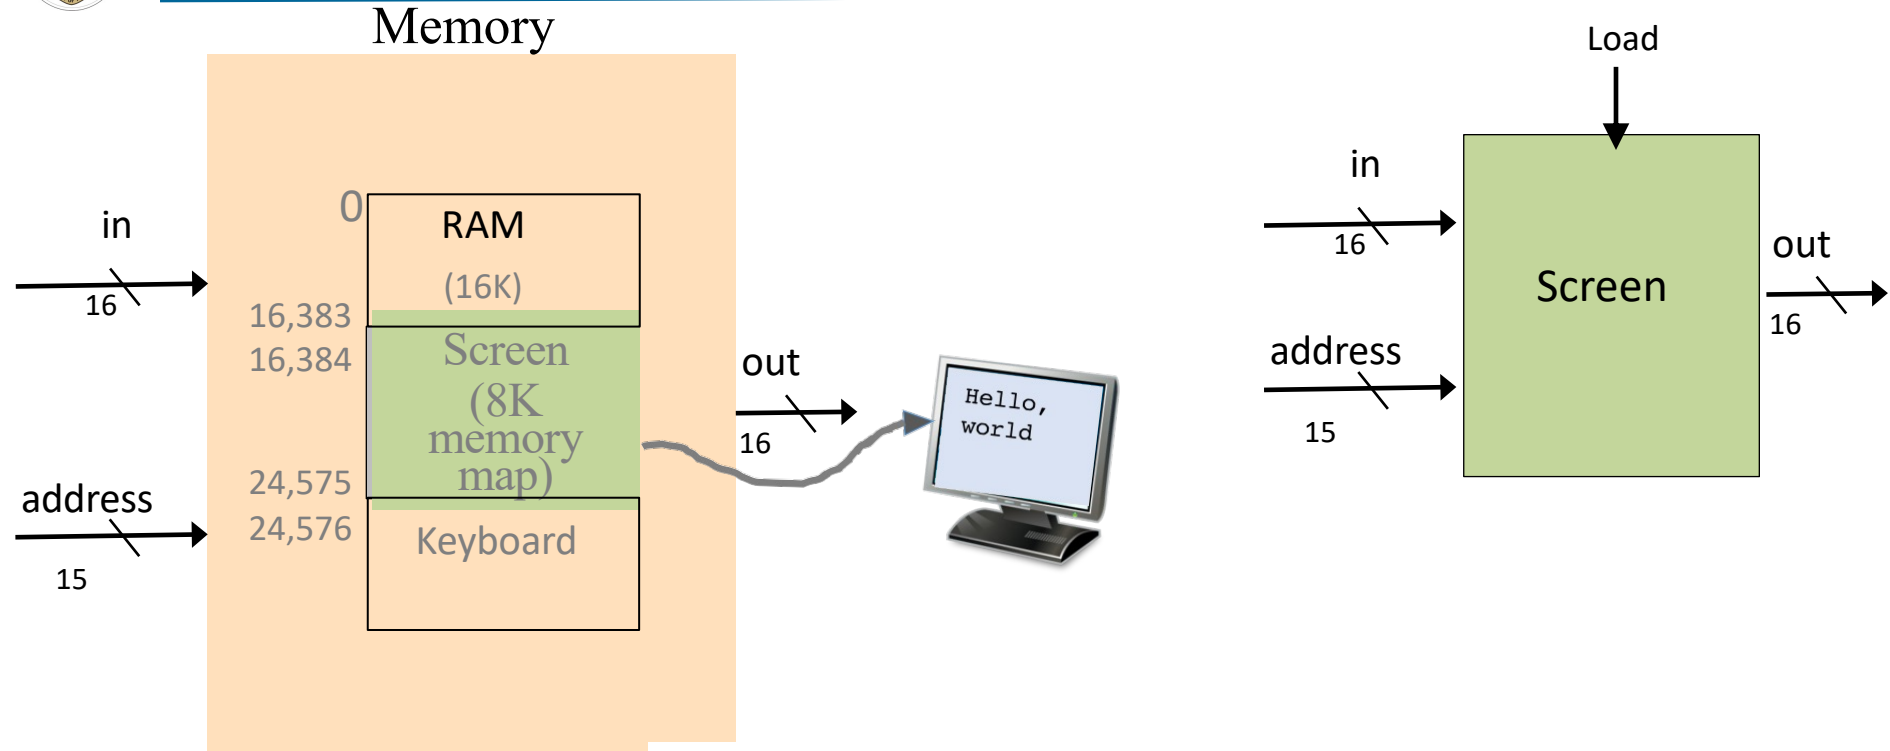 Memory
in
16
address
15
0
RAM
(16K)
16,383
16,384
Screen
(8K
memory
map)
24,575
24,576
Keyboard
out
16
Hello,
world
Load
in
16
address
15
Screen
out
16